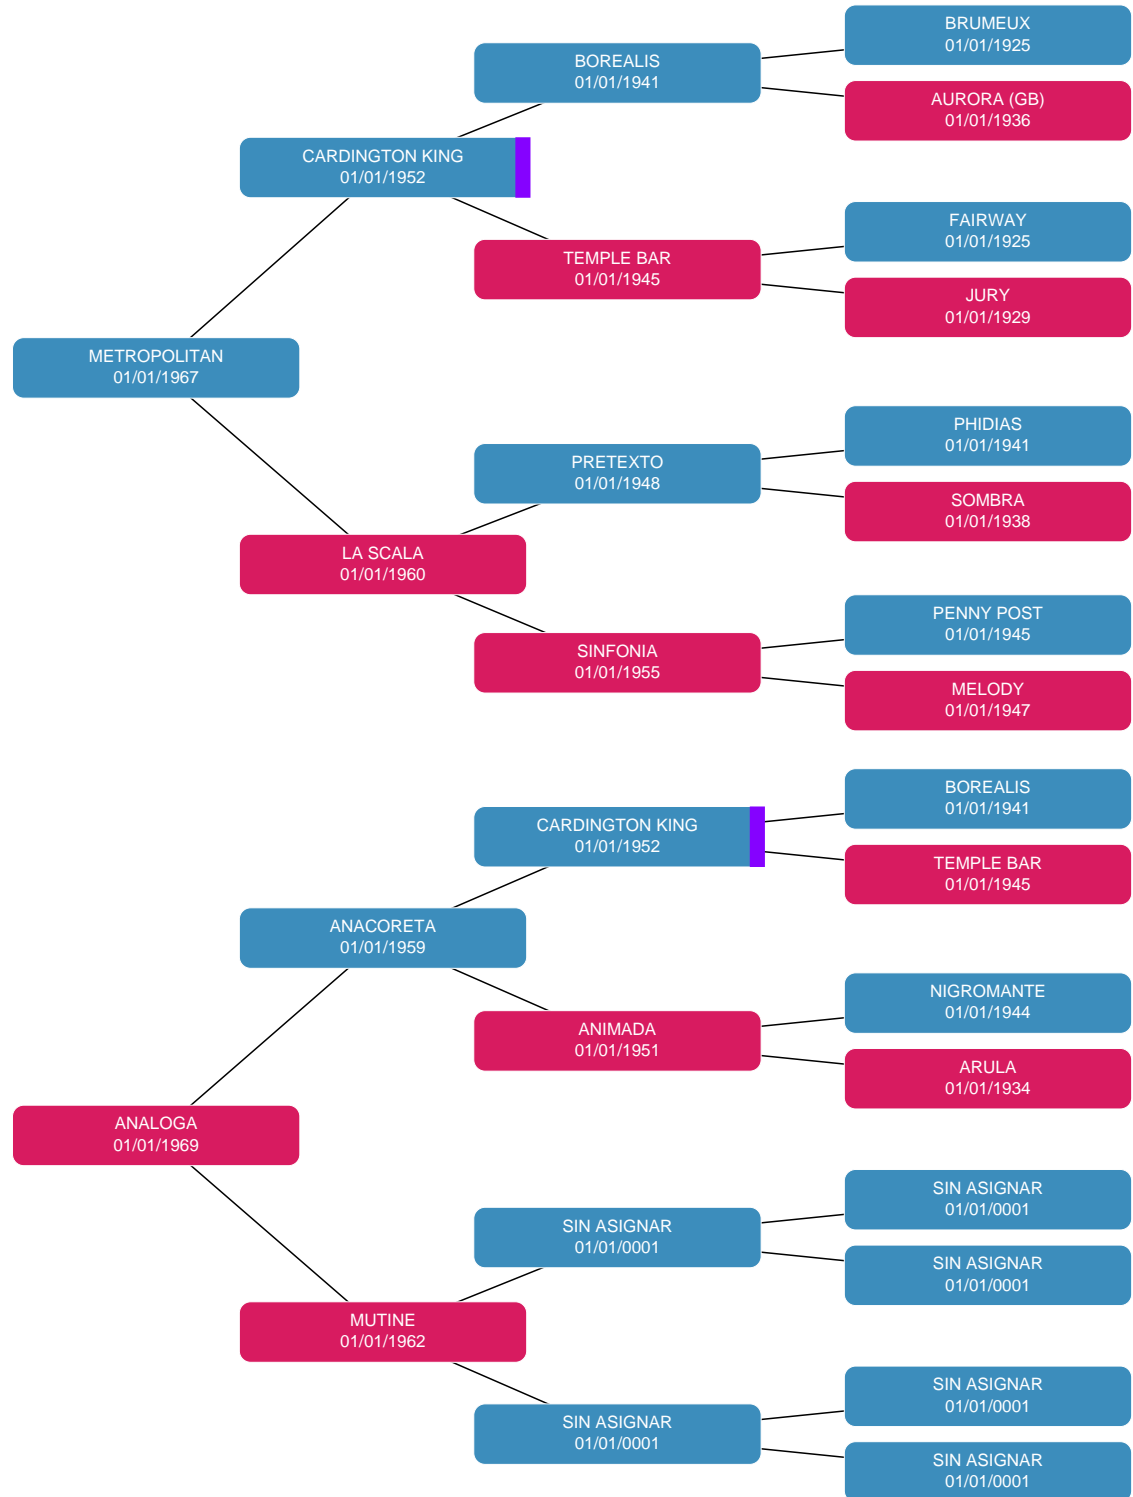 BRUMEUX
01/01/1925
BOREALIS
01/01/1941
AURORA (GB)
01/01/1936
CARDINGTON KING
01/01/1952
FAIRWAY
01/01/1925
TEMPLE BAR
01/01/1945
JURY
01/01/1929
METROPOLITAN
01/01/1967
PHIDIAS
01/01/1941
PRETEXTO
01/01/1948
SOMBRA
01/01/1938
LA SCALA
01/01/1960
PENNY POST
01/01/1945
SINFONIA
01/01/1955
MELODY
01/01/1947
BOREALIS
01/01/1941
CARDINGTON KING
01/01/1952
TEMPLE BAR
01/01/1945
ANACORETA
01/01/1959
NIGROMANTE
01/01/1944
ANIMADA
01/01/1951
ARULA
01/01/1934
ANALOGA
01/01/1969
SIN ASIGNAR
01/01/0001
SIN ASIGNAR
01/01/0001
SIN ASIGNAR
01/01/0001
MUTINE
01/01/1962
SIN ASIGNAR
01/01/0001
SIN ASIGNAR
01/01/0001
SIN ASIGNAR
01/01/0001